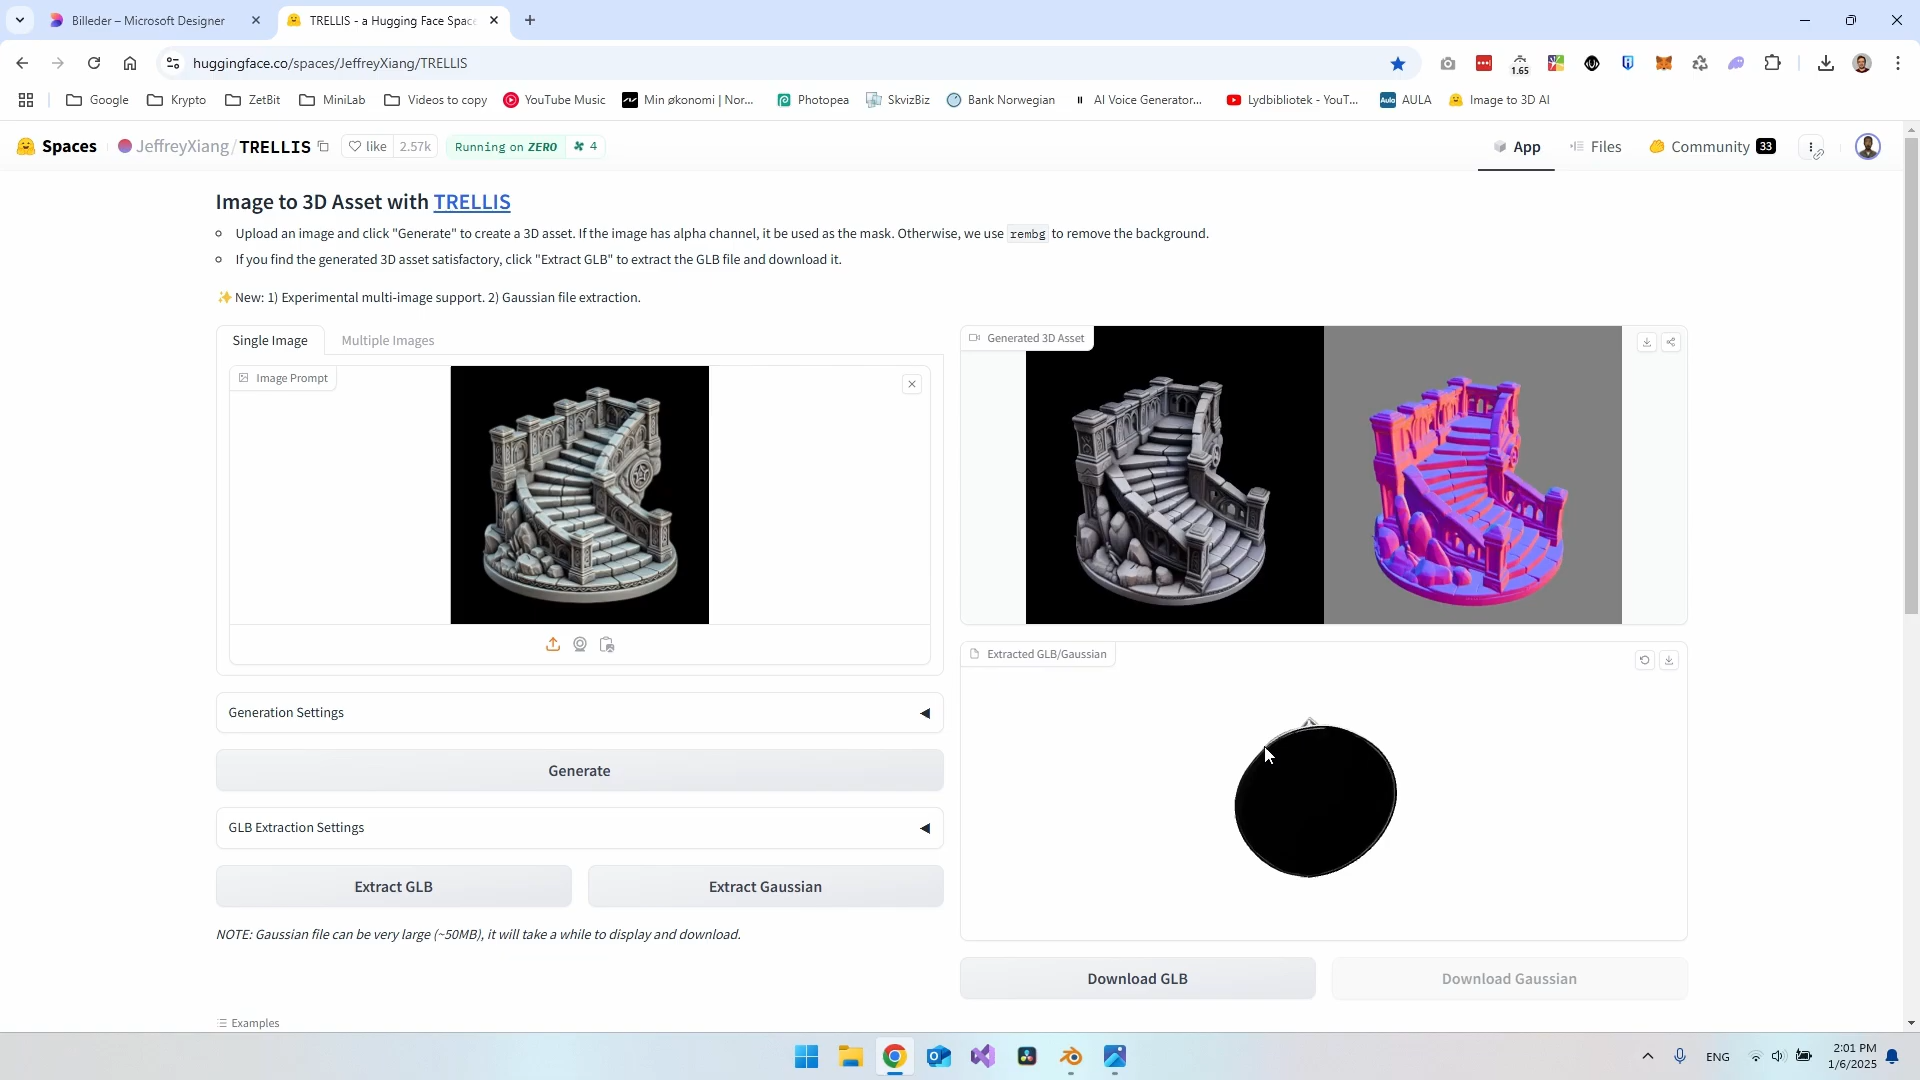 Billeder – Microsoft Designer
TRELLIS - a Hugging Face Space
huggingface.co/spaces/JeffreyXiang/TRELLIS
1.65
Google
Krypto
ZetBit
MiniLab
Videos to copy
YouTube Music
Min økonomi | Nor...
Photopea
SkvizBiz
Bank Norwegian
AI Voice Generator...
Lydbibliotek - YouT...
AULA
Image to 3D AI
Spaces
JeffreyXiang/TRELLIS
like 2.57k
Running on ZERO
4
App
Files
Community 33
Image to 3D Asset with TRELLIS
Upload an image and click "Generate" to create a 3D asset. If the image has alpha channel, it be used as the mask. Otherwise, we use rembg to remove the background.
If you find the generated 3D asset satisfactory, click "Extract GLB" to extract the GLB file and download it.
✨New: 1) Experimental multi-image support. 2) Gaussian file extraction.
Single Image
Multiple Images
Image Prompt
Generated 3D Asset
Extracted GLB/Gaussian
Generation Settings
Generate
GLB Extraction Settings
Extract GLB
Extract Gaussian
NOTE: Gaussian file can be very large (~50MB), it will take a while to display and download.
Download GLB
Download Gaussian
Examples
ENG
2:01 PM
1/6/2025